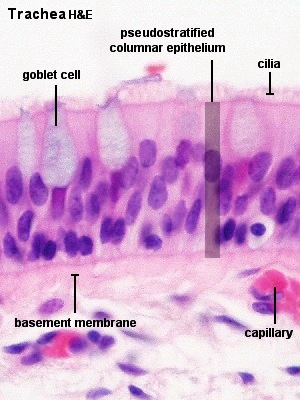 Trachea H&E
pseudostratified
columnar epithelium
goblet cell
cilia
basement membrane
capillary